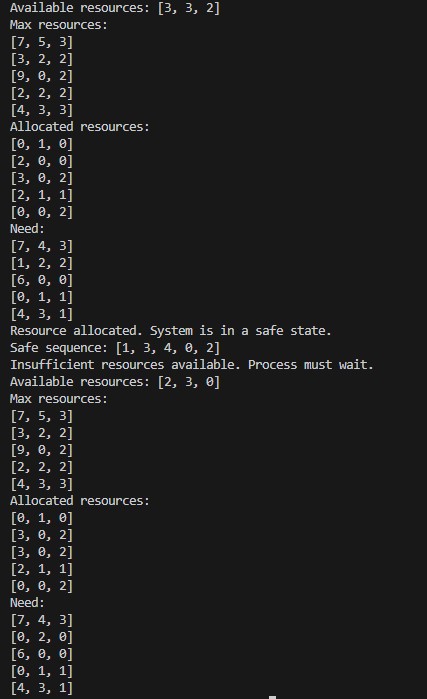 Available resources: [3, 3, 2]
Max resources:
[7, 5, 3]
[3, 2, 2]
[9, 0, 2]
[2, 2, 2]
[4, 3, 3]
Allocated resources:
[0, 1, 0]
[2, 0, 0]
[3, 0, 2]
[2, 1, 1]
[0, 0, 2]
Need:
[7, 4, 3]
[1, 2, 2]
[6, 0, 0]
[0, 1, 1]
[4, 3, 1]
Resource allocated. System is in a safe state.
Safe sequence: [1, 3, 4, 0, 2]
Insufficient resources available. Process must wait.
Available resources: [2, 3, 0]
Max resources:
[7, 5, 3]
[3, 2, 2]
[9, 0, 2]
[2, 2, 2]
[4, 3, 3]
Allocated resources:
[0, 1, 0]
[3, 0, 2]
[3, 0, 2]
[2, 1, 1]
[0, 0, 2]
Need:
[7, 4, 3]
[0, 2, 0]
[6, 0, 0]
[0, 1, 1]
[4, 3, 1]